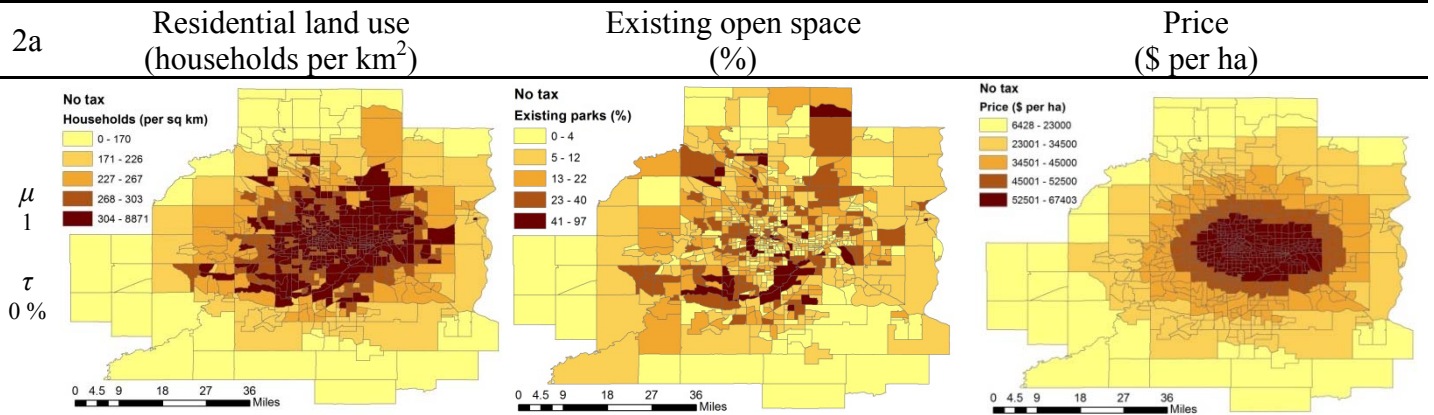 2a
Residential land use
(households per km2)
Existing open space
(%)
Price
($ per ha)
μ
1
τ
0 %
No tax
Households (per sq km)
0 - 170
171 - 226
227 - 267
268 - 303
304 - 8871
0 4.5 9 18 27 36
Miles
No tax
Existing parks (%)
0 - 4
5 - 12
13 - 22
23 - 40
41 - 97
0 4.5 9 18 27 36
Miles
No tax
Price ($ per ha)
6428 - 23000
23001 - 34500
34501 - 45000
45001 - 52500
52501 - 67403
0 4.5 9 18 27 36
Miles